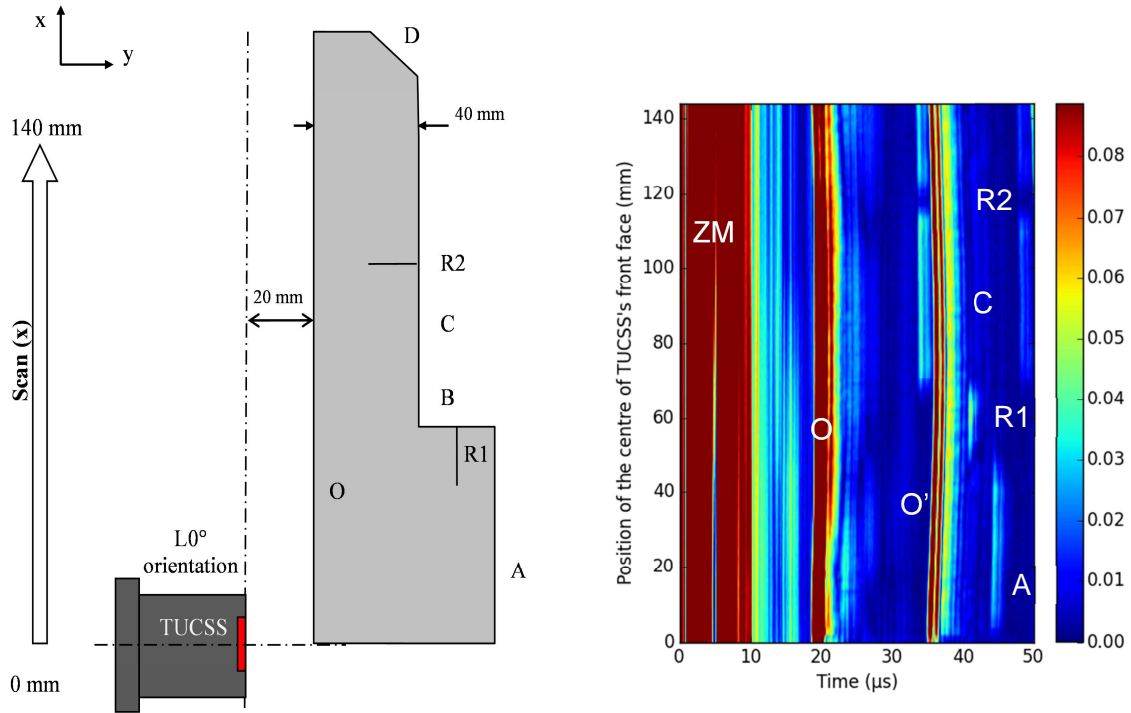 x
y
D
140 mm
40 mm
R2
20 mm
C
Scan (x)
B
R1
O
L0°
orientation
A
TUCSS
0 mm
Position of the centre of TUCSS's front face (mm)
140
120
100
80
60
40
20
0
ZM
R2
C
O
R1
O’
A
0
10
20
30
40
50
Time (µs)
0.08
0.07
0.06
0.05
0.04
0.03
0.02
0.01
0.00